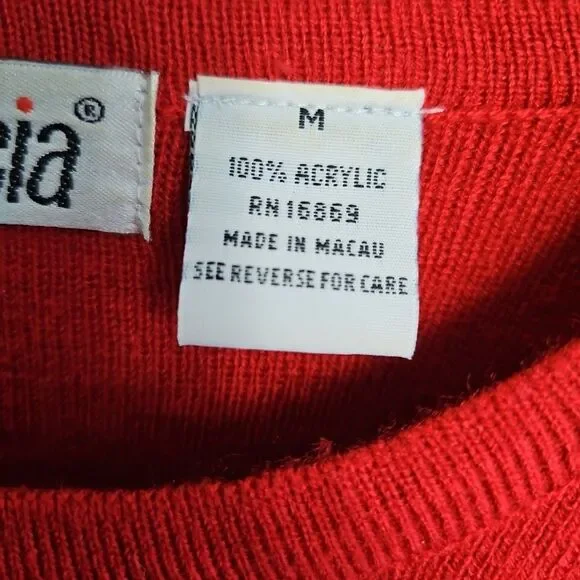 cia®
M
100% ACRYLIC
RN16869
MADE IN MACAU
SEE REVERSE FOR CARE